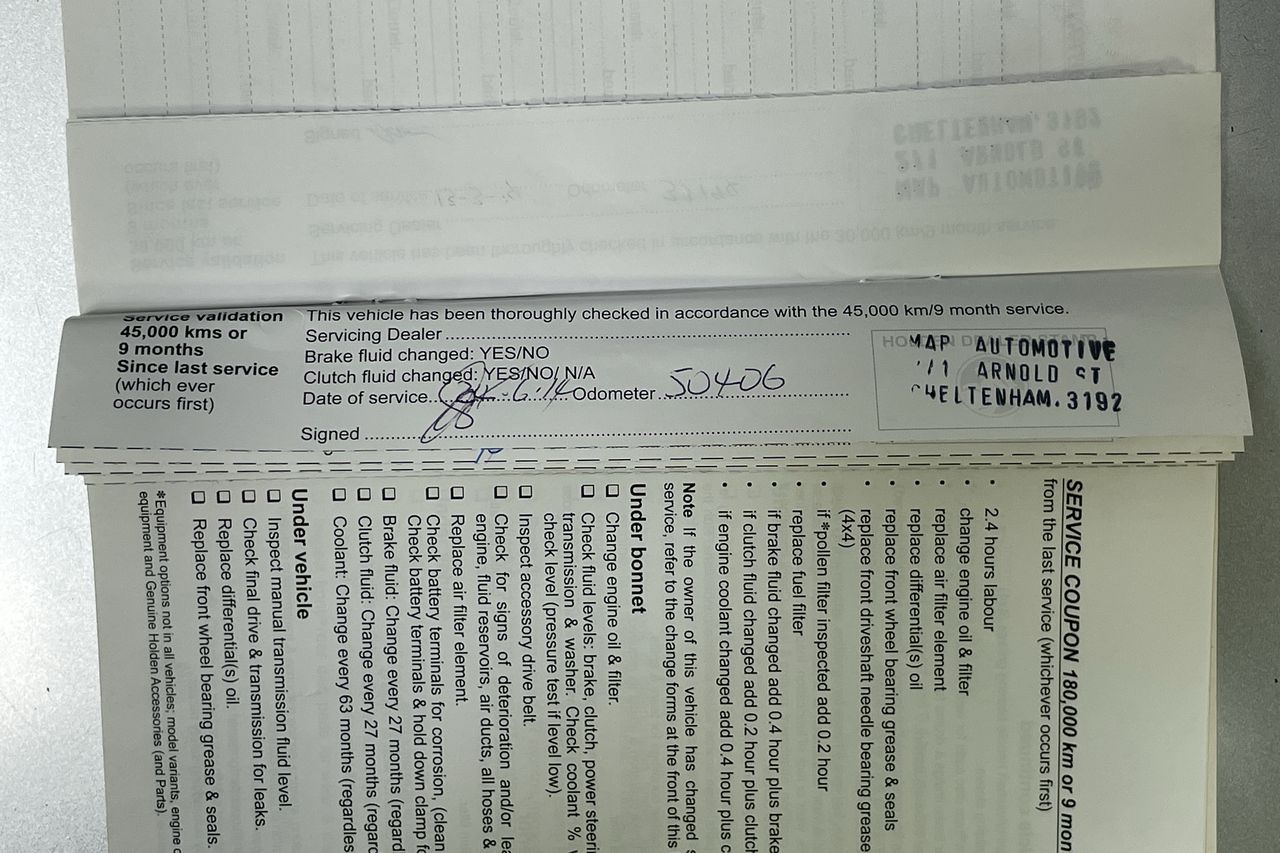 Service validation
45,000 kms or
9 months
Since last service
(which ever
occurs first)
This vehicle has been thoroughly checked in accordance with the 45,000 km/9 month service.
Servicing Dealer
Brake fluid changed: YES/NO
Clutch fluid changed: YES/NO/ N/A
Date of service Odometer 50406
Signed
MAP AUTOMOTIVE
ARNOLD ST
CHELTENHAM. 3192
SERVICE COUPON 180,000 km or 9 mon
from the last service (whichever occurs first)
• 2.4 hours labour
• change engine oil & filter
• replace air filter element
• replace differential(s) oil
• replace front wheel bearing grease & seals
• replace front driveshaft needle bearing grease
(4x4)
• if *pollen filter inspected add 0.2 hour
• replace fuel filter
• if brake fluid changed add 0.4 hour plus brake
• if clutch fluid changed add 0.2 hour plus clutch
• if engine coolant changed add 0.4 hour plus c
Note If the owner of this vehicle has changed s
service, refer to the change forms at the front of this
Under bonnet
❑ Change engine oil & filter.
❑ Check fluid levels: brake, clutch, power steeri
transmission & washer. Check coolant %
check level (pressure test if level low).
❑ Inspect accessory drive belt.
❑ Check for signs of deterioration and/or lea
engine, fluid reservoirs, air ducts, all hoses &
❑ Replace air filter element.
❑ Check battery terminals for corrosion, (clean
Check battery terminals & hold down clamp fo
❑ Brake fluid: Change every 27 months (regard
❑ Clutch fluid: Change every 27 months (regard
❑ Coolant: Change every 63 months (regardles
Under vehicle
❑ Inspect manual transmission fluid level.
❑ Check final drive & transmission for leaks.
❑ Replace differential(s) oil.
❑ Replace front wheel bearing grease & seals.
*Equipment options not in all vehicles; model variants, engine c
equipment and Genuine Holden Accessories (and Parts).